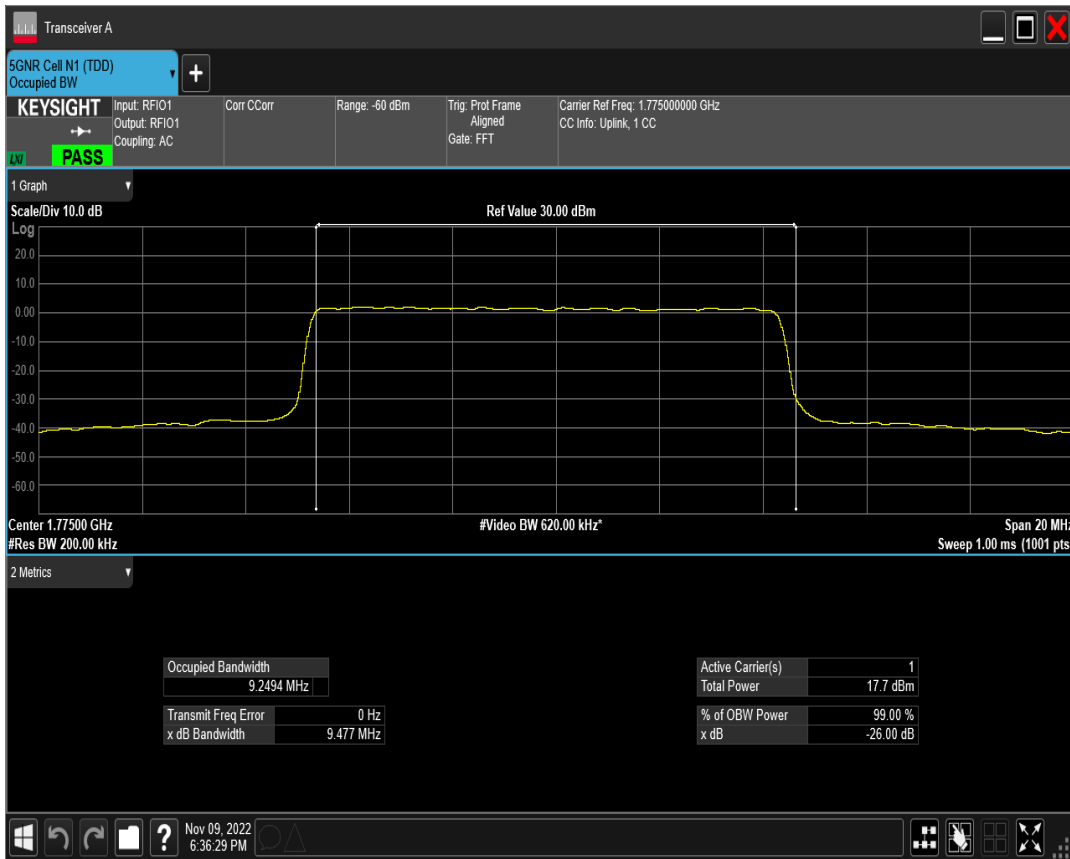 Transceiver A
5GNR Cell N1 (TDD)
Occupied BW
KEYSIGHT
LXI
PASS
Input: RFIO1
Output: RFIO1
Coupling: AC
Corr CCorr
Range: -60 dBm
Trig: Prot Frame
Aligned
Gate: FFT
Carrier Ref Freq: 1.775000000 GHz
CC Info: Uplink, 1 CC
1 Graph
Scale/Div 10.0 dB
Ref Value 30.00 dBm
Log
20.0
10.0
0.00
-10.0
-20.0
-30.0
-40.0
-50.0
-60.0
Center 1.77500 GHz
#Video BW 620.00 kHz*
Span 20 MHz
#Res BW 200.00 kHz
Sweep 1.00 ms (1001 pts
2 Metrics
Occupied Bandwidth
9.2494 MHz
Transmit Freq Error 0 Hz
x dB Bandwidth 9.477 MHz
Active Carrier(s) 1
Total Power 17.7 dBm
% of OBW Power 99.00 %
x dB -26.00 dB
?
Nov 09, 2022
6:36:29 PM